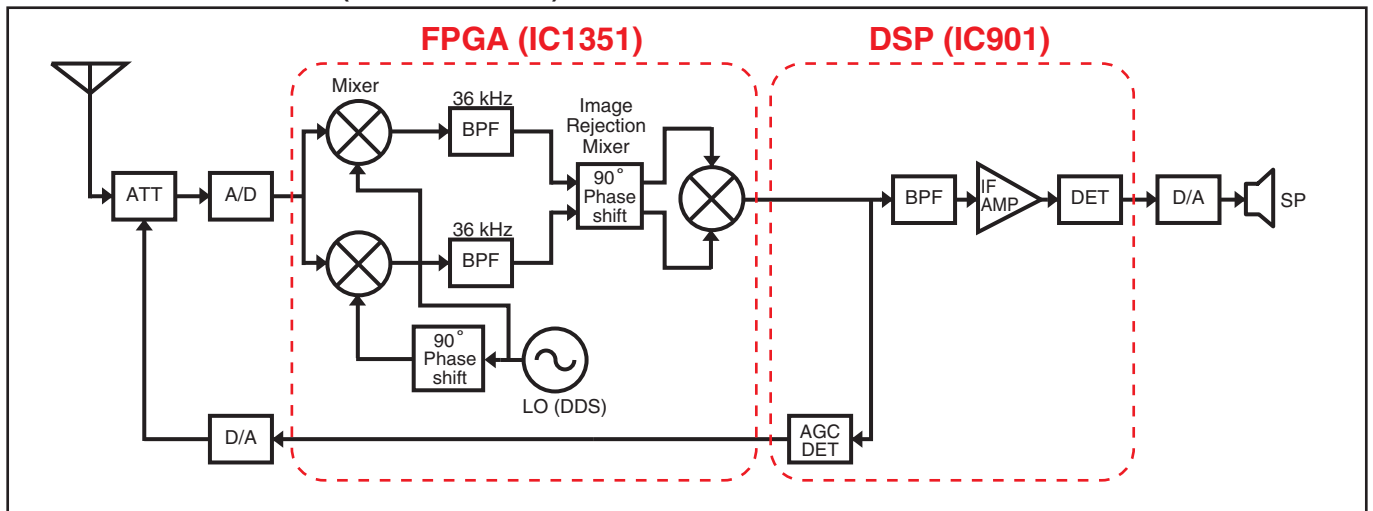 FPGA (IC1351)
DSP (IC901)
Mixer
36 kHz
BPF
Image
Rejection
Mixer
90°
Phase
shift
ATT
A/D
36 kHz
BPF
90°
Phase
shift
LO (DDS)
BPF
IF
AMP
DET
D/A
SP
D/A
AGC
DET